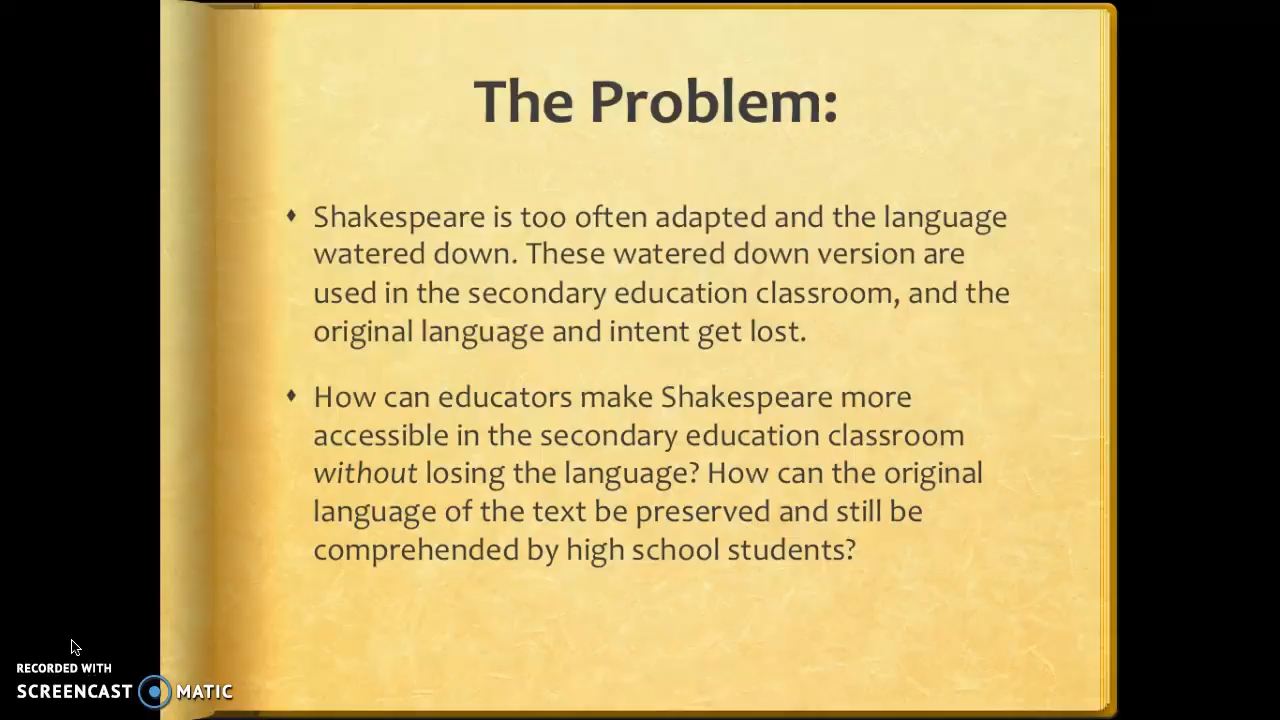 The Problem:
Shakespeare is too often adapted and the language
watered down. These watered down version are
used in the secondary education classroom, and the
original language and intent get lost.
How can educators make Shakespeare more
accessible in the secondary education classroom
without losing the language? How can the original
language of the text be preserved and still be
comprehended by high school students?
RECORDED WITH
SCREENCAST MATIC